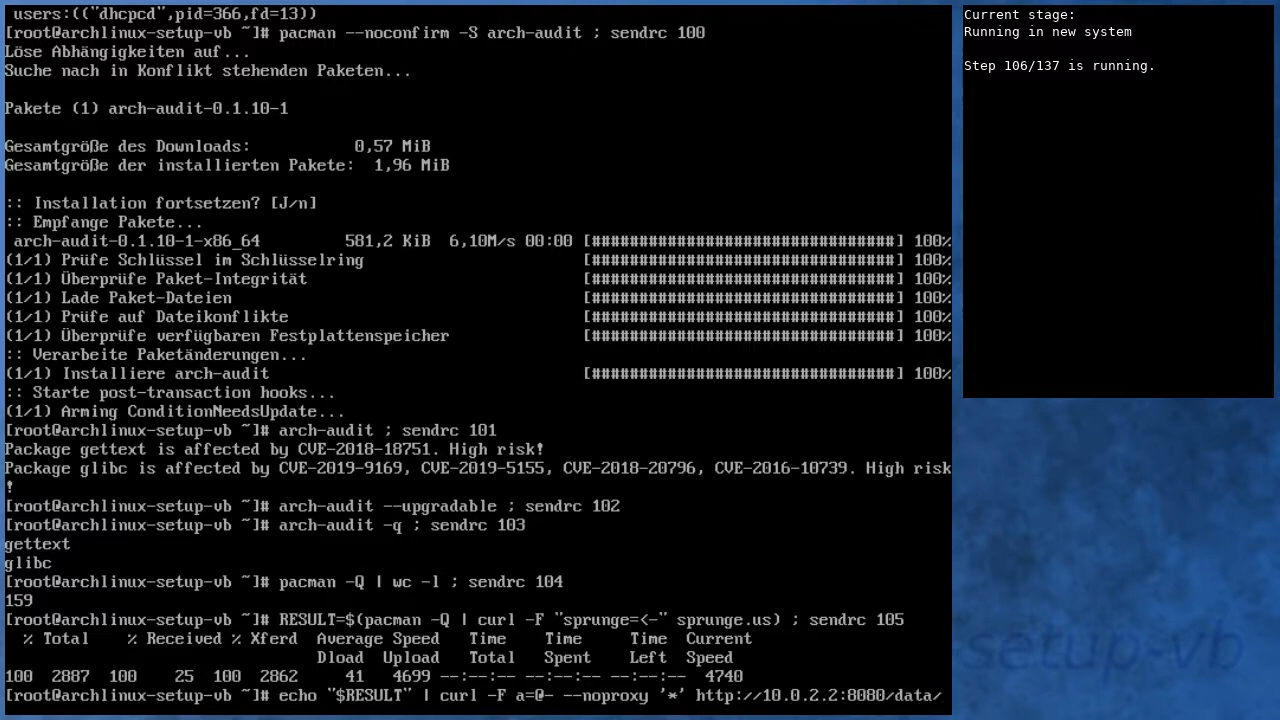 users:(("dhcpcd",pid=366,fd=13))
[root@archlinux-setup-vb ~]# pacman --noconfirm -S arch-audit ; sendrc 100
Löse Abhängigkeiten auf...
Suche nach in Konflikt stehenden Paketen...
Pakete (1) arch-audit-0.1.10-1
Gesamtgröße des Downloads:           0,57 MiB
Gesamtgröße der installierten Pakete:  1,96 MiB
:: Installation fortsetzen? [J/n]
:: Empfange Pakete...
arch-audit-0.1.10-1-x86_64         581,2 KiB  6,10M/s 00:00 [################################] 100%
(1/1) Prüfe Schlüssel im Schlüsselring                       [################################] 100%
(1/1) Überprüfe Paket-Integrität                             [################################] 100%
(1/1) Lade Paket-Dateien                                     [################################] 100%
(1/1) Prüfe auf Dateikonflikte                               [################################] 100%
(1/1) Überprüfe verfügbaren Festplattenspeicher              [################################] 100%
:: Verarbeite Paketänderungen...
(1/1) Installiere arch-audit                                 [################################] 100%
:: Starte post-transaction hooks...
(1/1) Arming ConditionNeedsUpdate...
[root@archlinux-setup-vb ~]# arch-audit ; sendrc 101
Package gettext is affected by CVE-2018-18751. High risk!
Package glibc is affected by CVE-2019-9169, CVE-2019-5155, CVE-2018-20796, CVE-2016-10739. High risk
!
[root@archlinux-setup-vb ~]# arch-audit --upgradable ; sendrc 102
[root@archlinux-setup-vb ~]# arch-audit -q ; sendrc 103
gettext
glibc
[root@archlinux-setup-vb ~]# pacman -Q | wc -l ; sendrc 104
159
[root@archlinux-setup-vb ~]# RESULT=$(pacman -Q | curl -F "sprunge=<-" sprunge.us) ; sendrc 105
  % Total    % Received % Xferd  Average Speed   Time    Time     Time  Current
                                 Dload  Upload   Total   Spent    Left  Speed
100  2887  100    25  100  2862     41   4699 --:--:-- --:--:-- --:--:--  4740
[root@archlinux-setup-vb ~]# echo "$RESULT" | curl -F a=@- --noproxy '*' http://10.0.2.2:8080/data/
Current stage:
Running in new system
Step 106/137 is running.
setup-vb